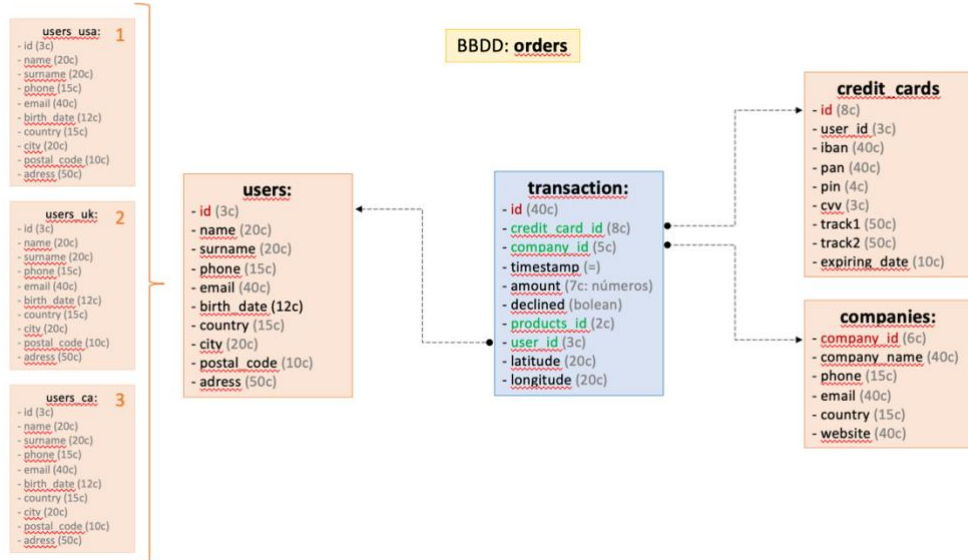 users_usa: 1
- id (3c)
- name (20c)
- surname (20c)
- phone (15c)
- email (40c)
- birth_date (12c)
- country (15c)
- city (20c)
- postal_code (10c)
- adress (50c)
users_uk: 2
- id (3c)
- name (20c)
- surname (20c)
- phone (15c)
- email (40c)
- birth_date (12c)
- country (15c)
- city (20c)
- postal_code (10c)
- adress (50c)
users_ca: 3
- id (3c)
- name (20c)
- surname (20c)
- phone (15c)
- email (40c)
- birth_date (12c)
- country (15c)
- city (20c)
- postal_code (10c)
- adress (50c)
users:
- id (3c)
- name (20c)
- surname (20c)
- phone (15c)
- email (40c)
- birth_date (12c)
- country (15c)
- city (20c)
- postal_code (10c)
- adress (50c)
BBDD: orders
transaction:
- id (40c)
- credit_card_id (8c)
- company_id (5c)
- timestamp (=)
- amount (7c: números)
- declined (bolean)
- products_id (2c)
- user_id (3c)
- latitude (20c)
- longitude (20c)
credit_cards
- id (8c)
- user_id (3c)
- iban (40c)
- pan (40c)
- pin (4c)
- cvv (3c)
- track1 (50c)
- track2 (50c)
- expiring_date (10c)
companies:
- company_id (6c)
- company_name (40c)
- phone (15c)
- email (40c)
- country (15c)
- website (40c)